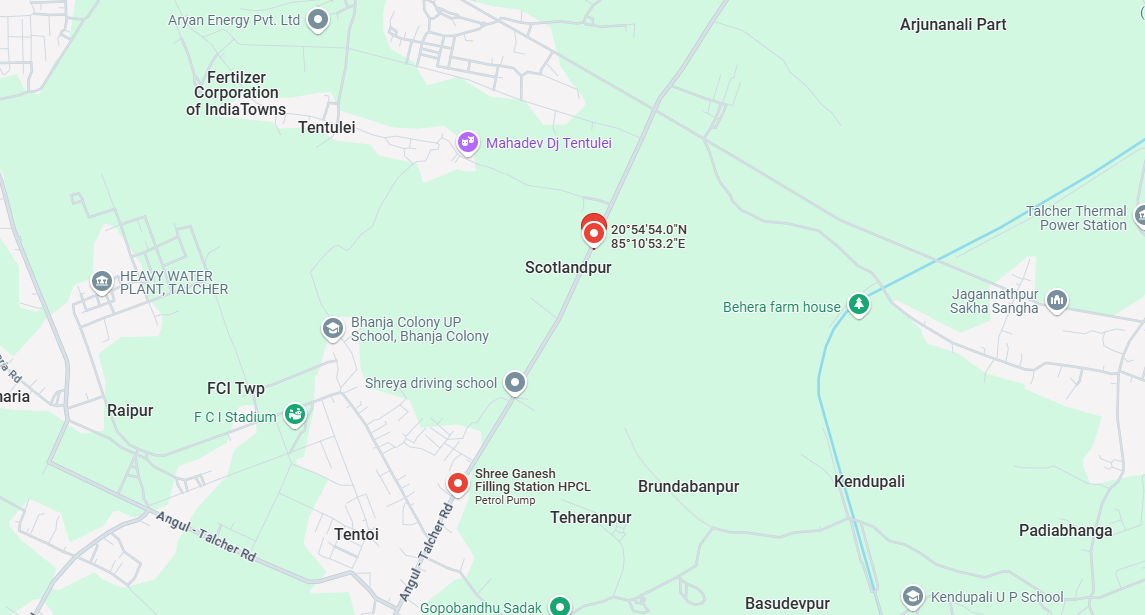 Aryan Energy Pvt. Ltd
Arjunanali Part
Fertilzer
Corporation
of IndiaTowns
Tentulei
Mahadev Dj Tentulei
Talcher Thermal
Power Station
20°54'54.0"N
85°10'53.2"E
Scotlandpur
HEAVY WATER
PLANT, TALCHER
Jagannathpur
Sakha Sangha
Behera farm house
Bhanja Colony UP
School, Bhanja Colony
Shreya driving school
FCI Twp
Raipur
F C I Stadium
Shree Ganesh
Filling Station HPCL
Petrol Pump
Brundabanpur
Kendupali
Teheranpur
Angul - Talcher Rd
Angul - Talcher Rd
Tentoi
Padiabhanga
Gopobandhu Sadak
Basudevpur
Kendupali U P School